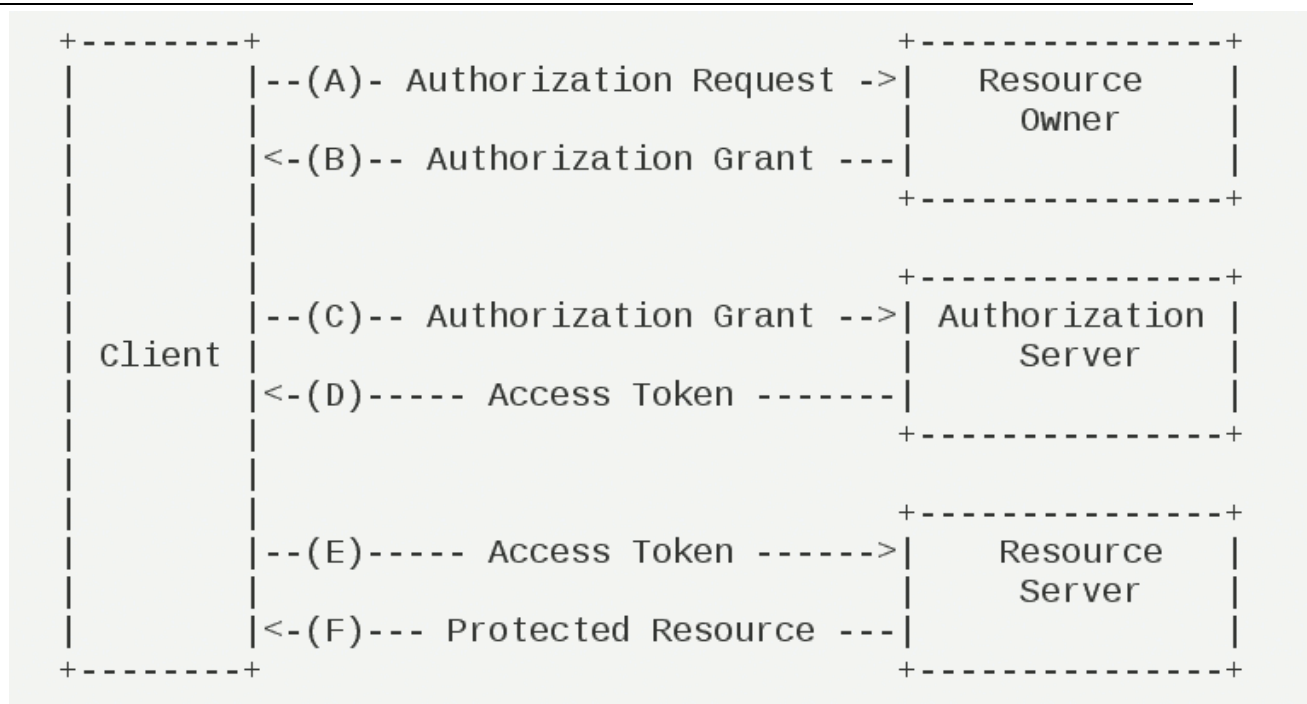 +--------+                               +---------------+
|        |--(A)- Authorization Request ->|   Resource    |
|        |                               |     Owner     |
|        |<-(B)-- Authorization Grant ---|               |
|        |                               +---------------+
|        |
|        |                               +---------------+
|        |--(C)-- Authorization Grant -->| Authorization |
| Client |                               |     Server    |
|        |<-(D)----- Access Token -------|               |
|        |                               +---------------+
|        |
|        |                               +---------------+
|        |--(E)----- Access Token ------>|    Resource   |
|        |                               |     Server    |
|        |<-(F)--- Protected Resource ---|               |
+--------+                               +---------------+